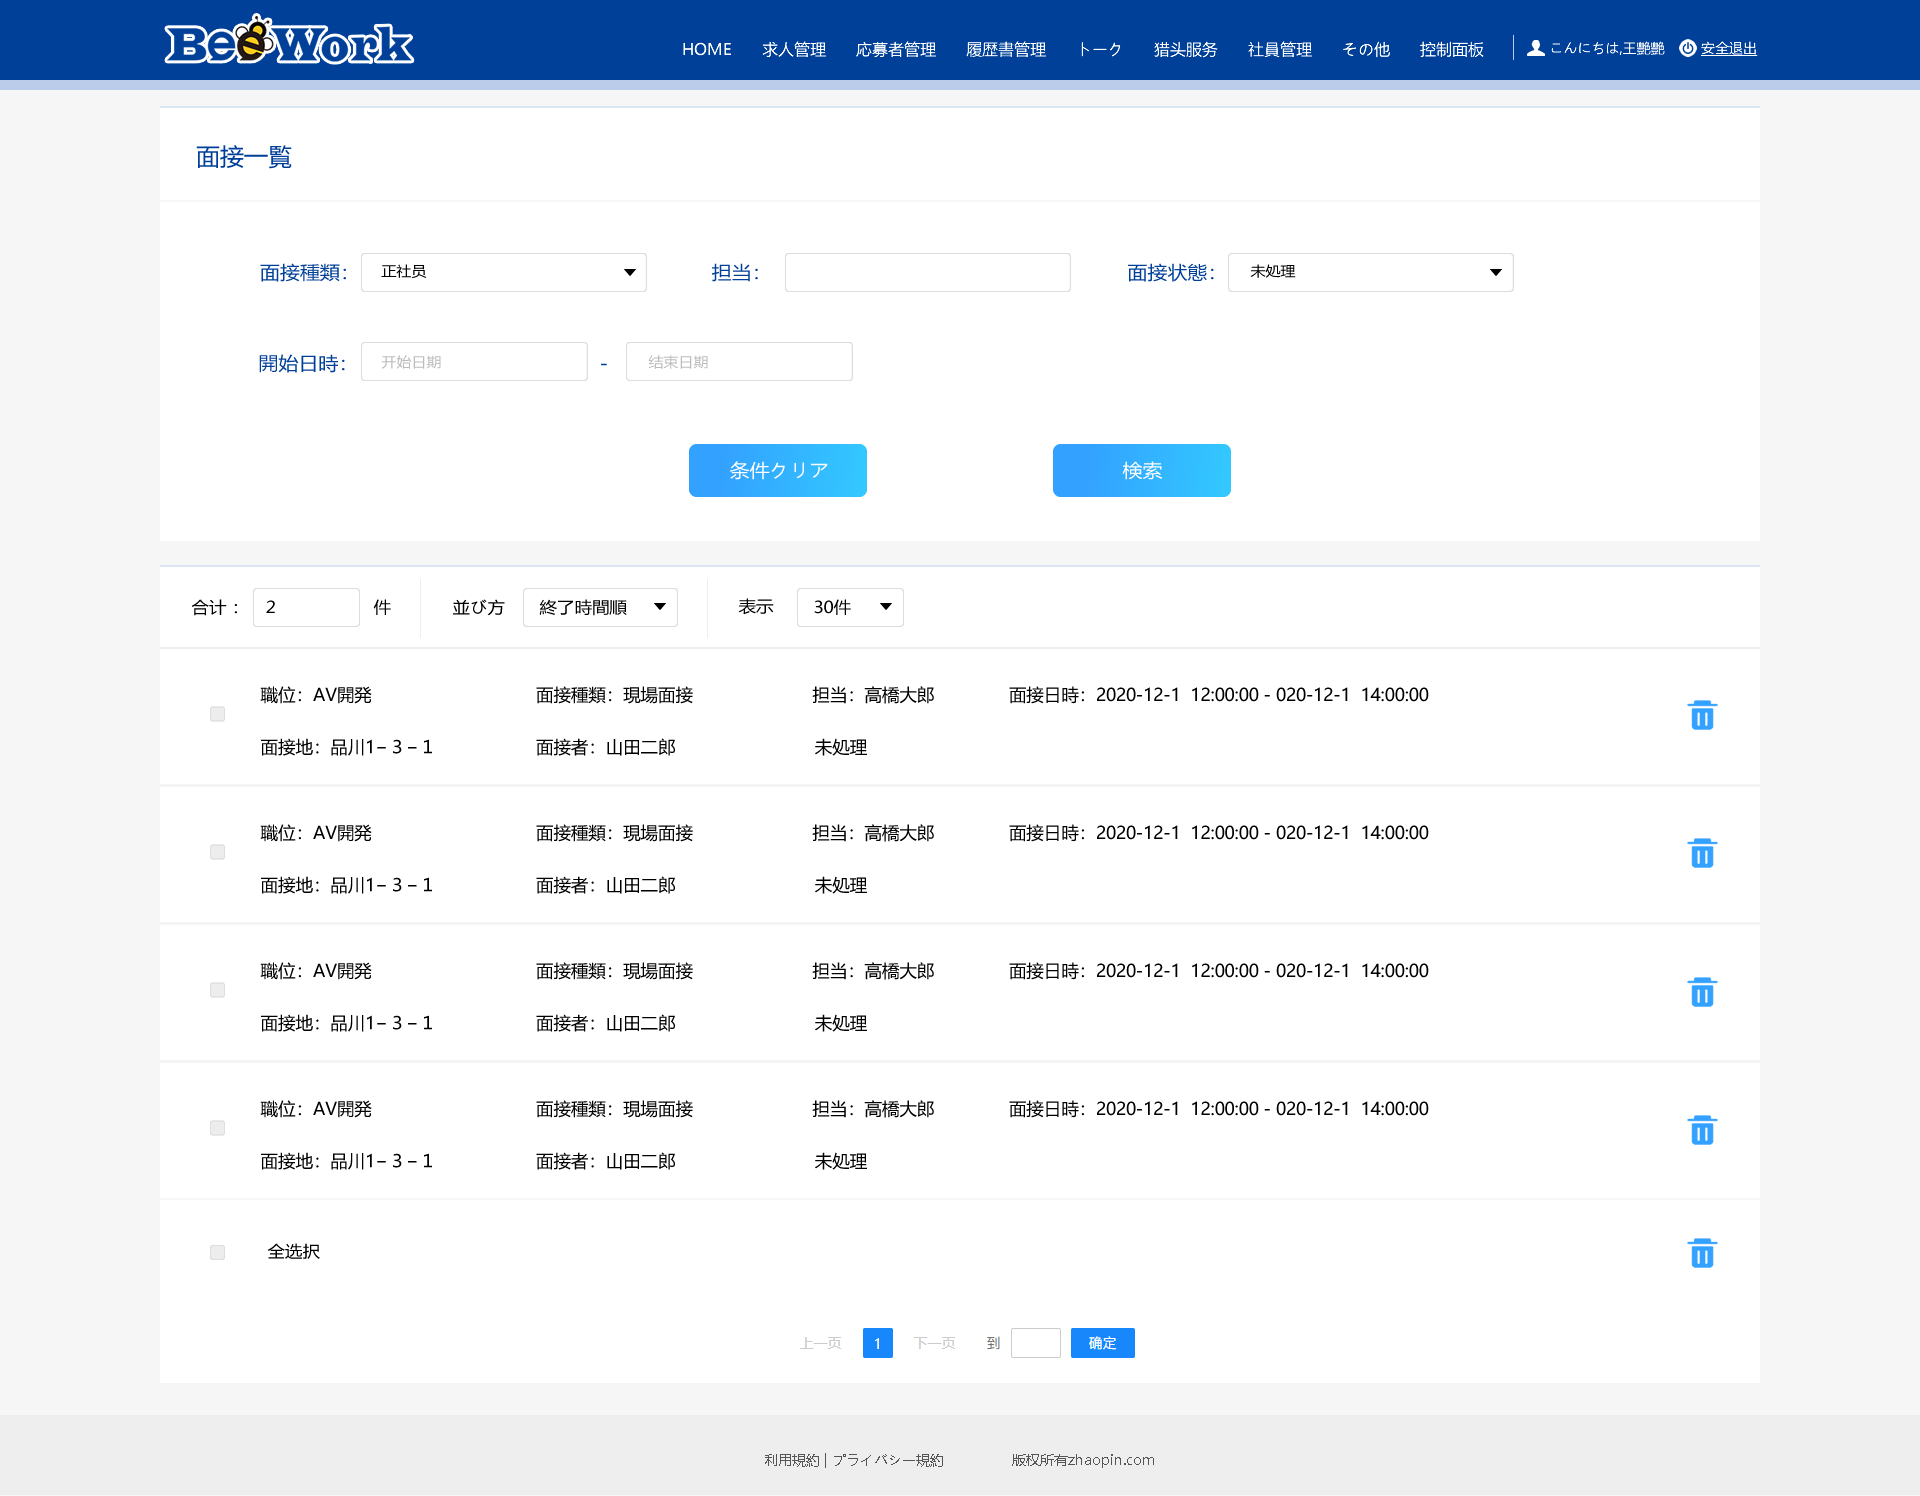 BeeWork
HOME 求人管理 応募者管理 履歴書管理 トーク 猎头服务 社員管理 その他 控制面板 こんにちは,王艷艷 安全退出
面接一覧
面接種類： 正社员 担当： 面接状態： 未処理
開始日時： 开始日期 - 结束日期
条件クリア 検索
合计： 2 件 並び方 終了時間順 表示 30件
職位：AV開発 面接種類：現場面接 担当：高橋大郎 面接日時：2020-12-1 12:00:00 - 020-12-1 14:00:00
面接地：品川1– 3 – 1 面接者：山田二郎 未処理
職位：AV開発 面接種類：現場面接 担当：高橋大郎 面接日時：2020-12-1 12:00:00 - 020-12-1 14:00:00
面接地：品川1– 3 – 1 面接者：山田二郎 未処理
職位：AV開発 面接種類：現場面接 担当：高橋大郎 面接日時：2020-12-1 12:00:00 - 020-12-1 14:00:00
面接地：品川1– 3 – 1 面接者：山田二郎 未処理
職位：AV開発 面接種類：現場面接 担当：高橋大郎 面接日時：2020-12-1 12:00:00 - 020-12-1 14:00:00
面接地：品川1– 3 – 1 面接者：山田二郎 未処理
全选択
上一页 1 下一页 到 确定
利用規約 | プライバシー規約 版权所有zhaopin.com